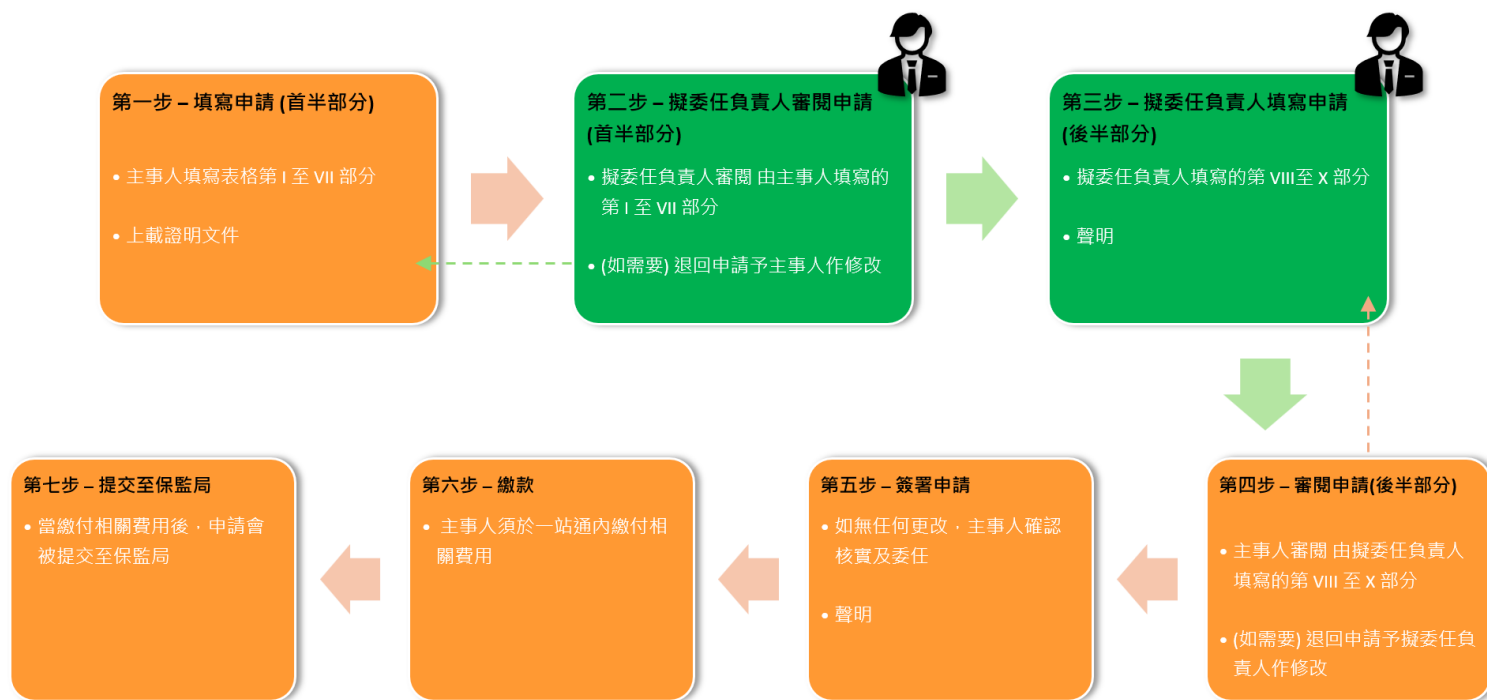 第一步 – 填寫申請 (首半部分)
• 主事人填寫表格第 I 至 VII 部分
• 上載證明文件
第二步 – 擬委任負責人審閱申請
(首半部分)
• 擬委任負責人審閱 由主事人填寫的
第 I 至 VII 部分
• (如需要) 退回申請予主事人作修改
第三步 – 擬委任負責人填寫申請
(後半部分)
• 擬委任負責人填寫的第 VIII至 X 部分
• 聲明
第四步 – 審閱申請(後半部分)
• 主事人審閱 由擬委任負責人
填寫的第 VIII 至 X 部分
• (如需要) 退回申請予擬委任負
責人作修改
第五步 – 簽署申請
• 如無任何更改，主事人確認
核實及委任
• 聲明
第六步 – 繳款
• 主事人須於一站通內繳付相
關費用
第七步 – 提交至保監局
• 當繳付相關費用後，申請會
被提交至保監局